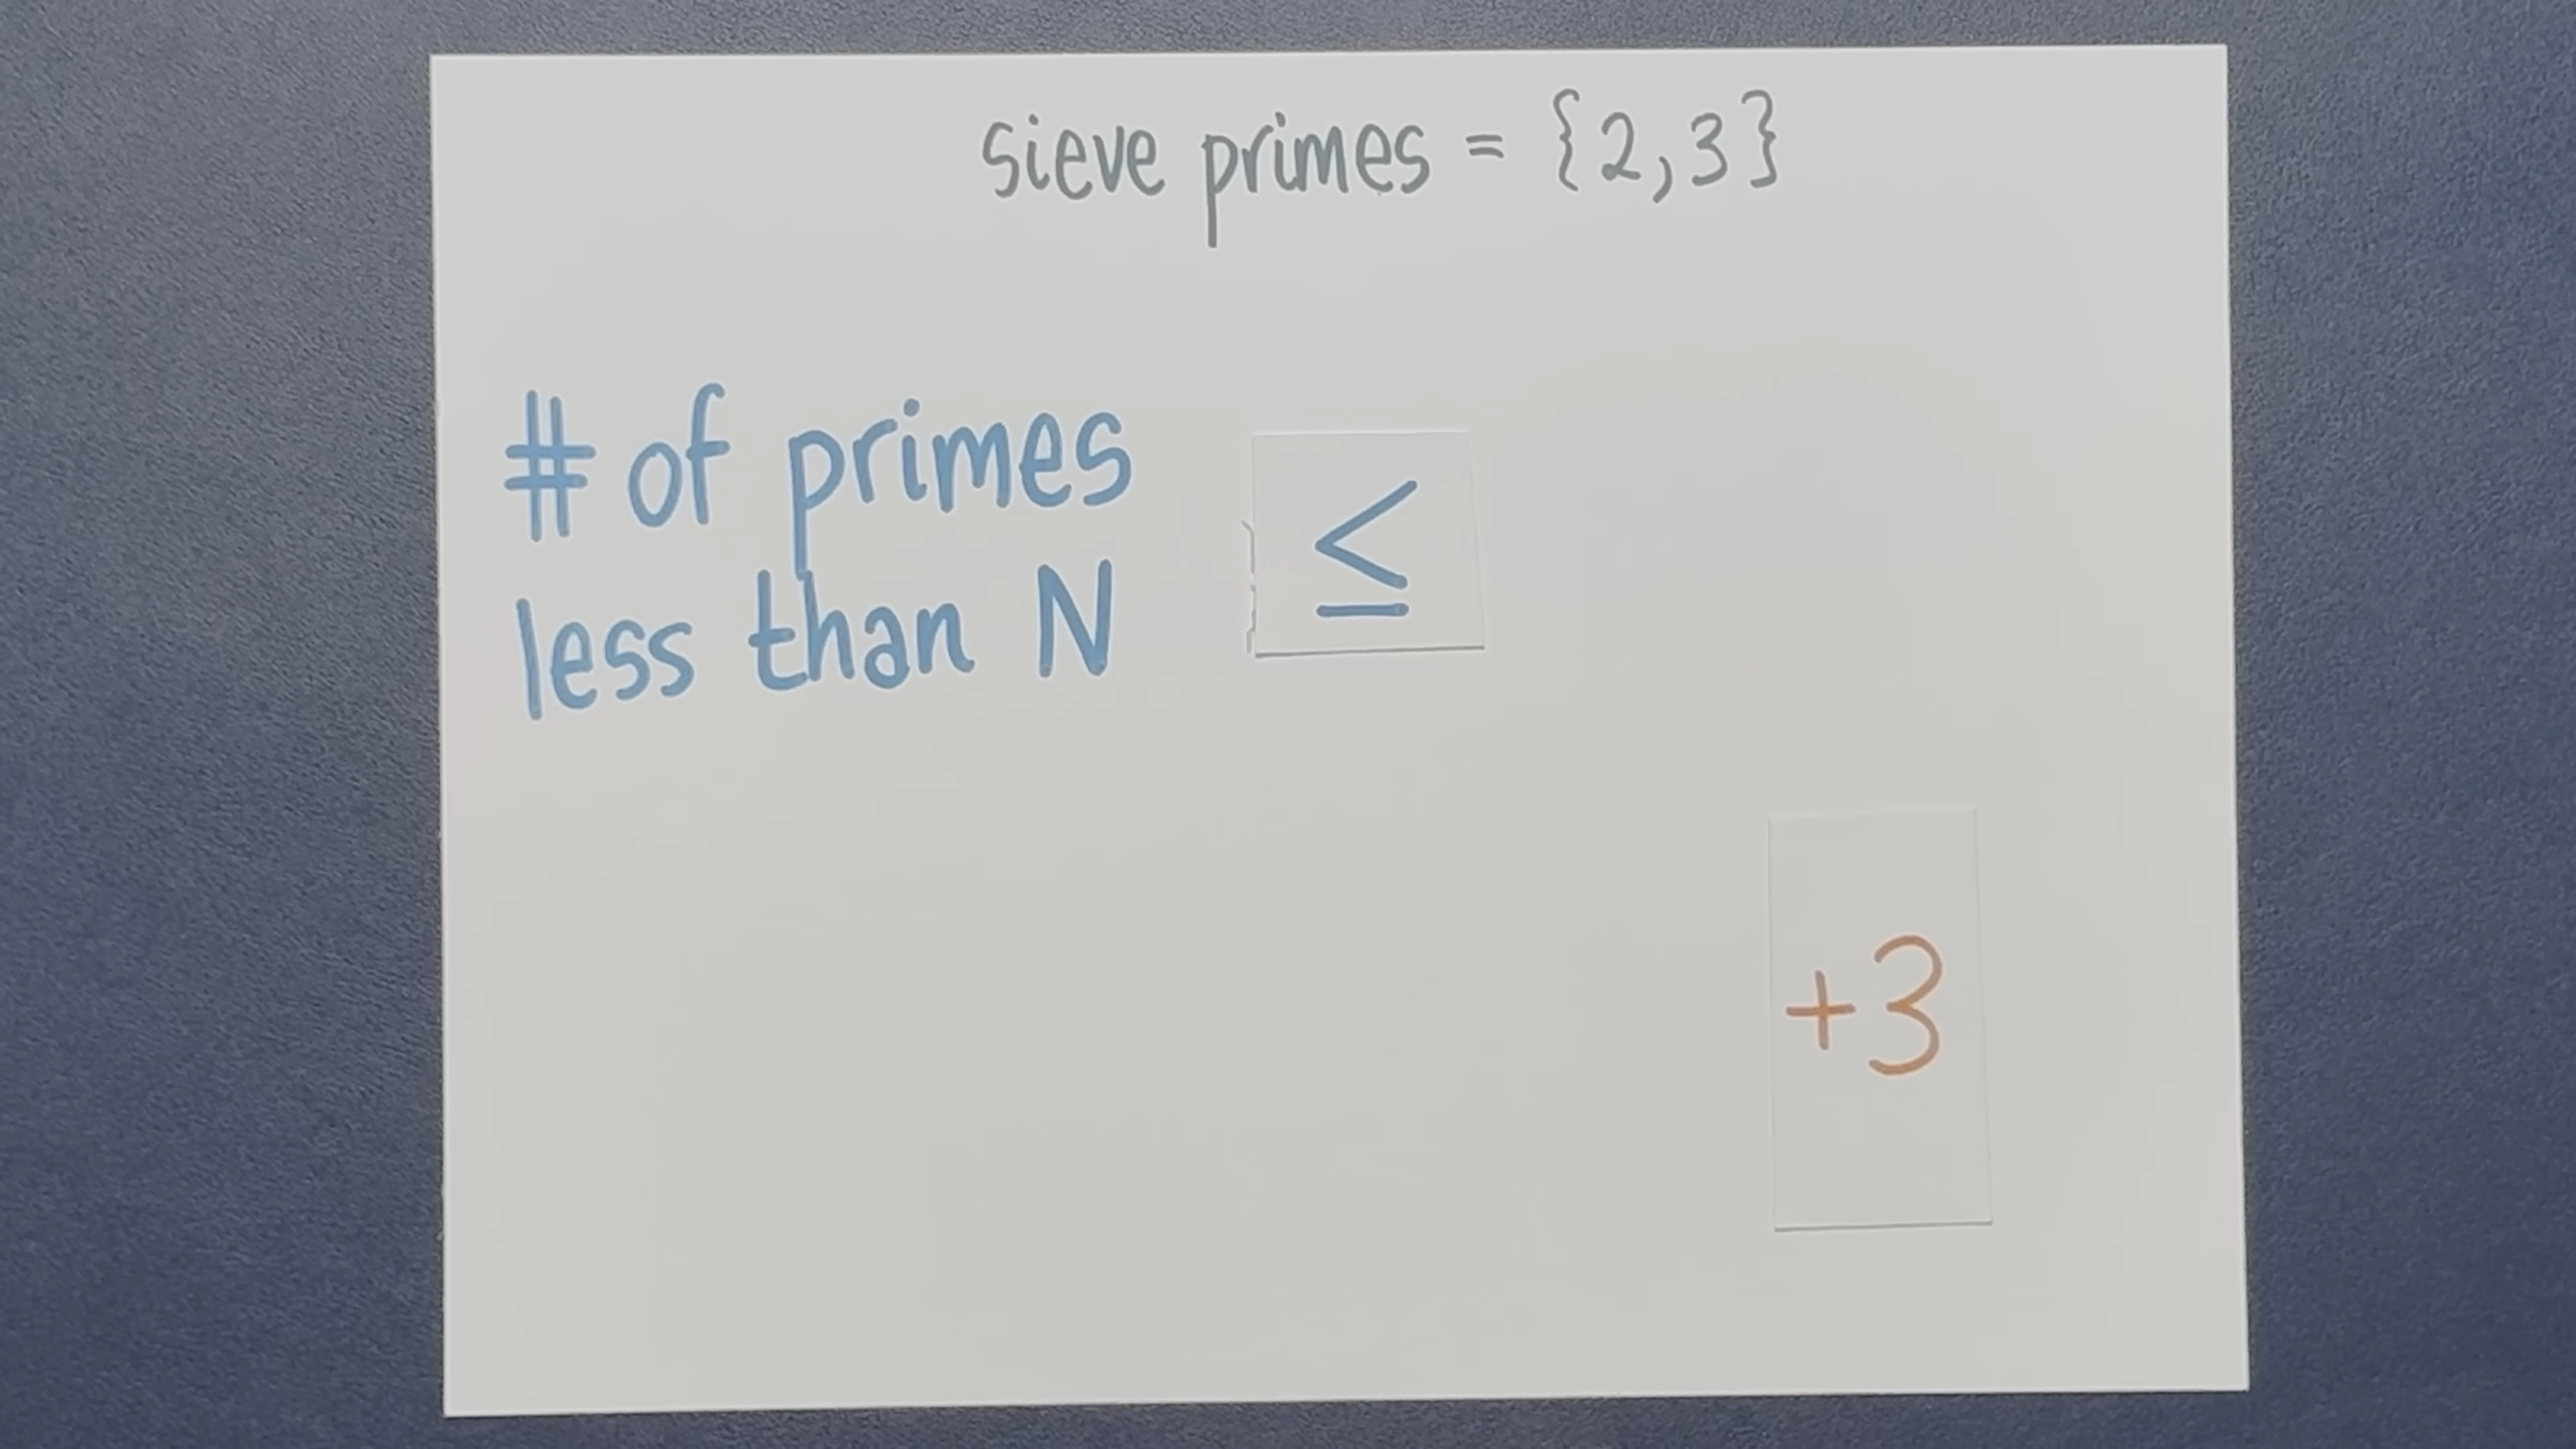 sieve primes = {2,3}
# of primes
less than N
≤
+3